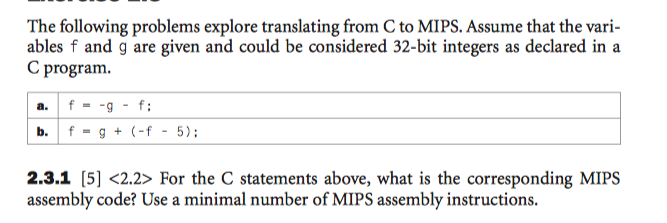 The following problems explore translating from C to MIPS. Assume that the vari-
ables f and g are given and could be considered 32-bit integers as declared in a
C program.
a. f = -g - f;
b. f = g + (-f - 5);
2.3.1 [5] <2.2> For the C statements above, what is the corresponding MIPS
assembly code? Use a minimal number of MIPS assembly instructions.